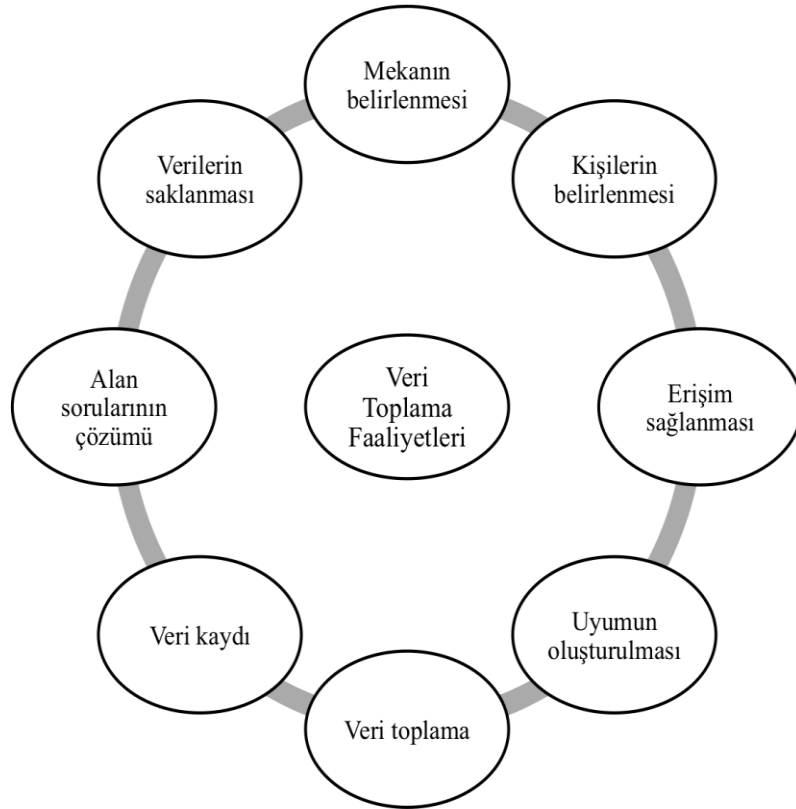 Mekanın
belirlenmesi
Kişilerin
belirlenmesi
Erişim
sağlanması
Uyumun
oluşturulması
Veri toplama
Veri kaydı
Alan
sorularının
çözümü
Verilerin
saklanması
Veri
Toplama
Faaliyetleri